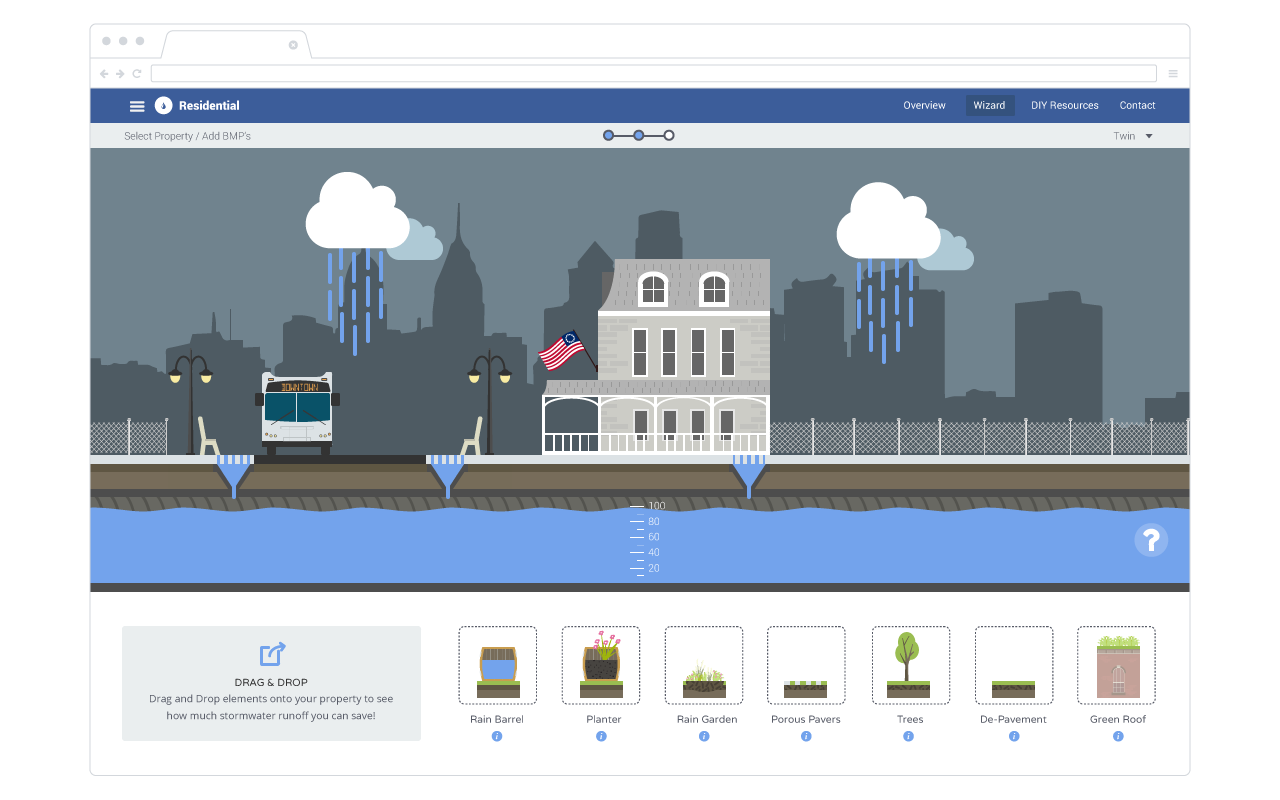 Residential
Overview
Wizard
DIY Resources
Contact
Select Property / Add BMP's
Twin
DOWNTOWN
100
80
60
40
20
?
DRAG & DROP
Drag and Drop elements onto your property to see
how much stormwater runoff you can save!
Rain Barrel
Planter
Rain Garden
Porous Pavers
Trees
De-Pavement
Green Roof
i
i
i
i
i
i
i